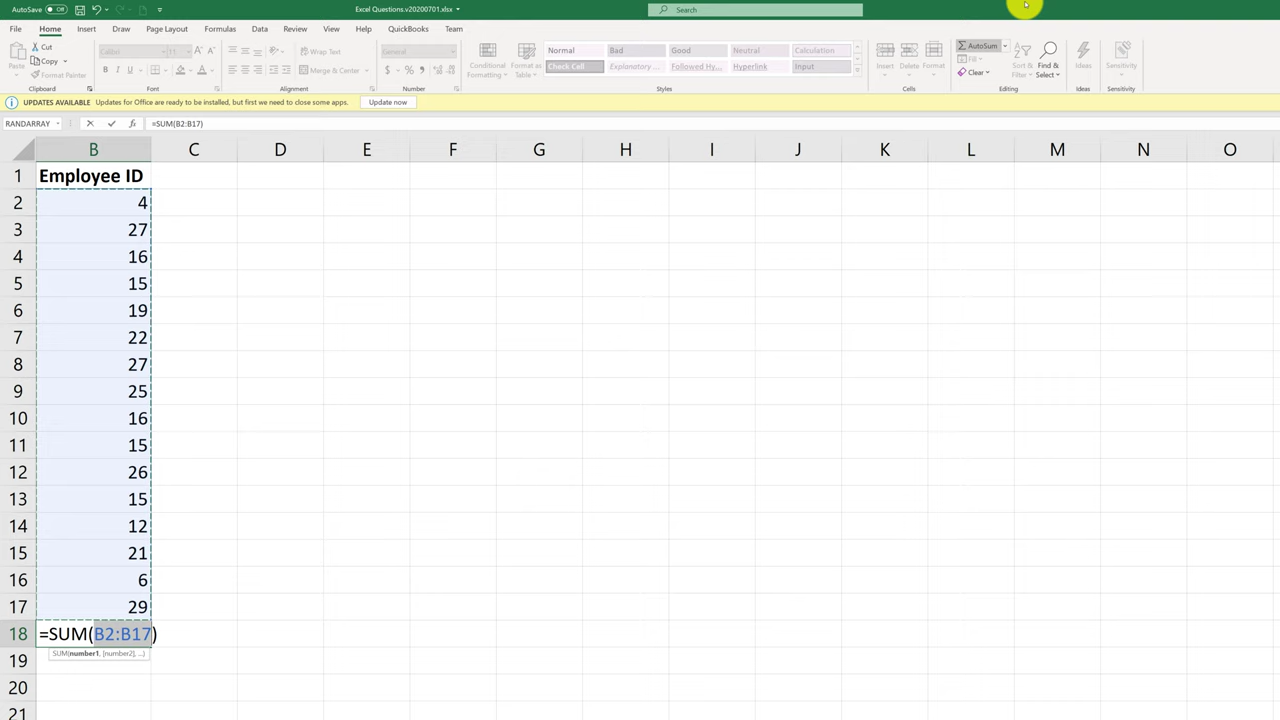 AutoSave Off Excel Questions.v20200701.xlsx Search
File Home Insert Draw Page Layout Formulas Data Review View Help QuickBooks Team
Paste Cut Copy Format Painter
Calibri 11 B I U A
Wrap Text Merge & Center
General $ % ,
Conditional Formatting Format as Table
Normal Bad Good Neutral Calculation
Check Cell Explanatory ... Followed Hy... Hyperlink Input
Insert Delete Format
AutoSum Fill Clear Sort & Filter Find & Select
Ideas Sensitivity
Clipboard Font Alignment Number Styles Cells Editing Ideas Sensitivity
UPDATES AVAILABLE Updates for Office are ready to be installed, but first we need to close some apps. Update now
RANDARRAY fx =SUM(B2:B17)
B C D E F G H I J K L M N O
1 Employee ID
2 4
3 27
4 16
5 15
6 19
7 22
8 27
9 25
10 16
11 15
12 26
13 15
14 12
15 21
16 6
17 29
18 =SUM(B2:B17)
SUM(number1, [number2], ...)
19
20
21